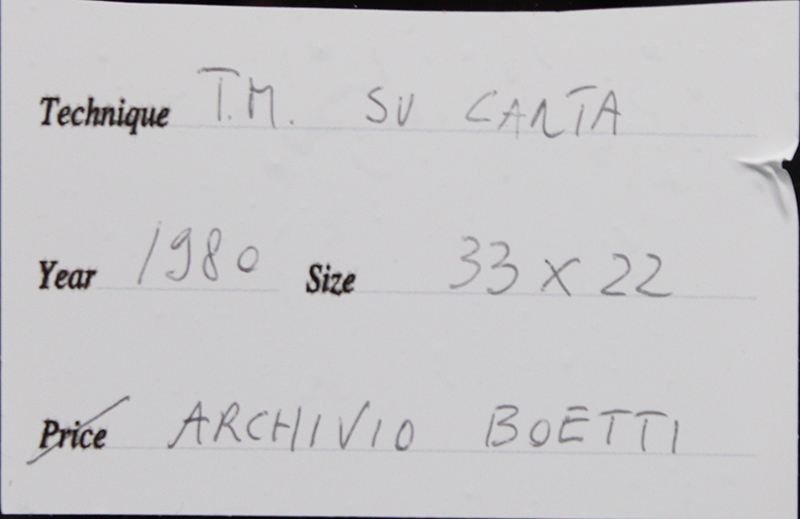 Technique T.M. SU CARTA
Year 1980 Size 33 x 22
Price ARCHIVIO BOETTI